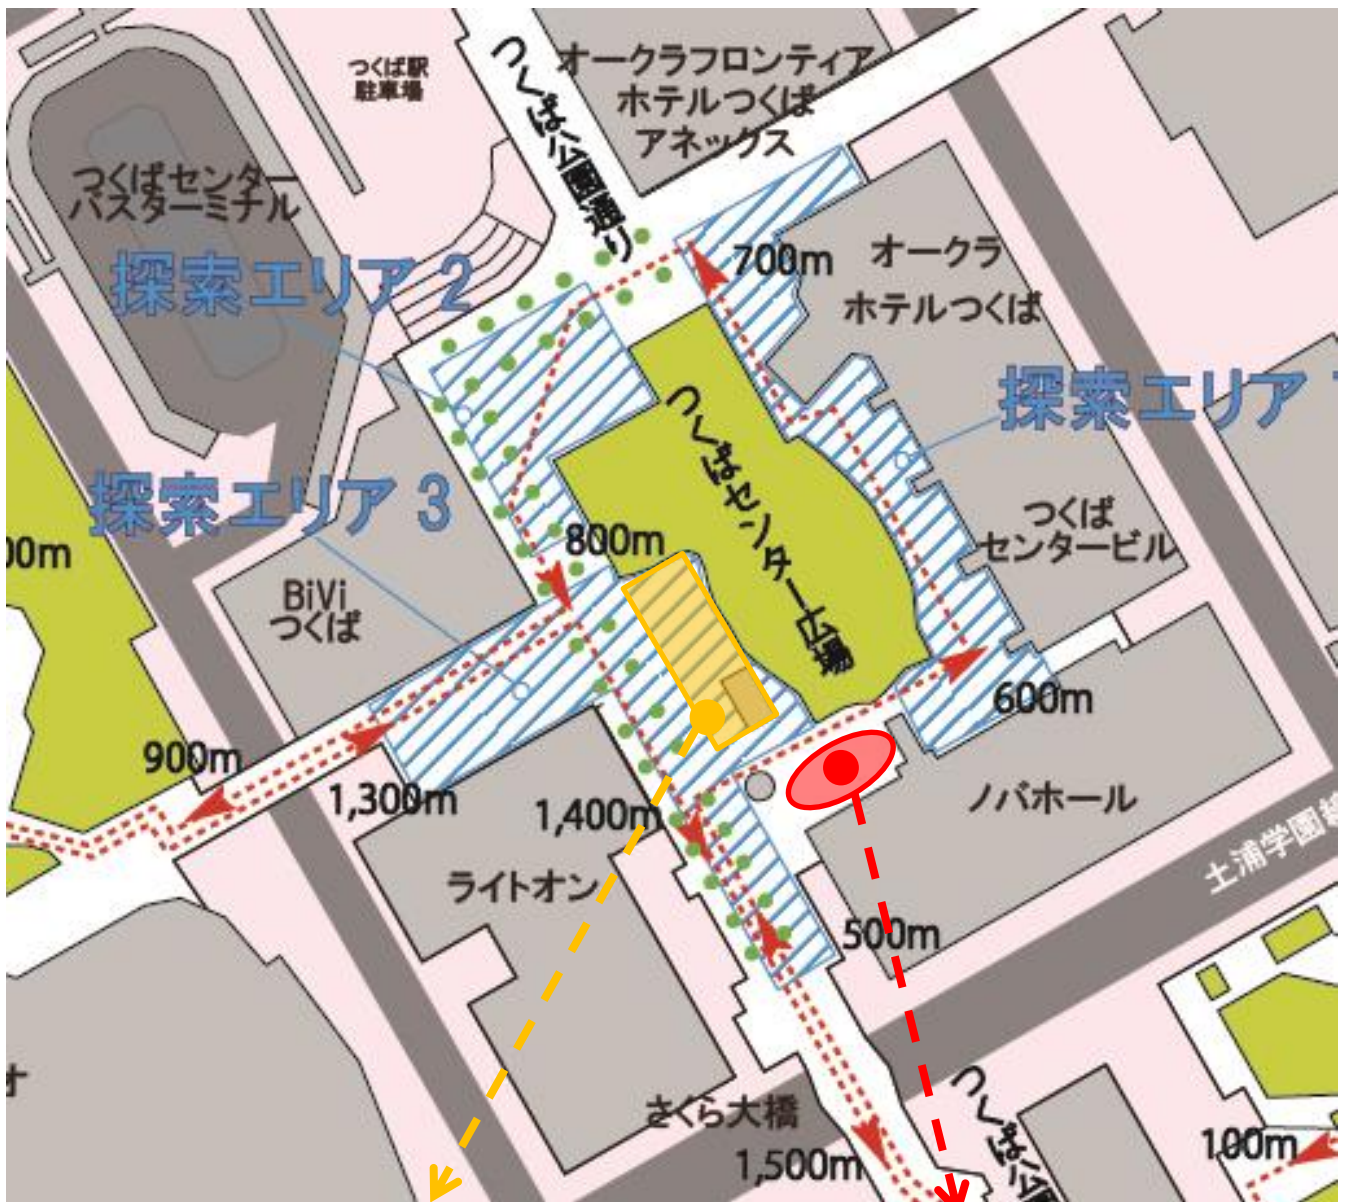 つくば駅
駐車場
つくば公園通り
オークラフロンティア
ホテルつくば
アネックス
つくばセンター
バスターミナル
探索エリア 2
700m
オークラ
ホテルつくば
探索エリア
つくばセンター広場
探索エリア 3
800m
つくば
センタービル
00m
BiVi
つくば
600m
900m
1,300m
1,400m
ノバホール
土浦学園線
ライトオン
500m
オ
さくら大橋
1,500m
つくば公園
100m